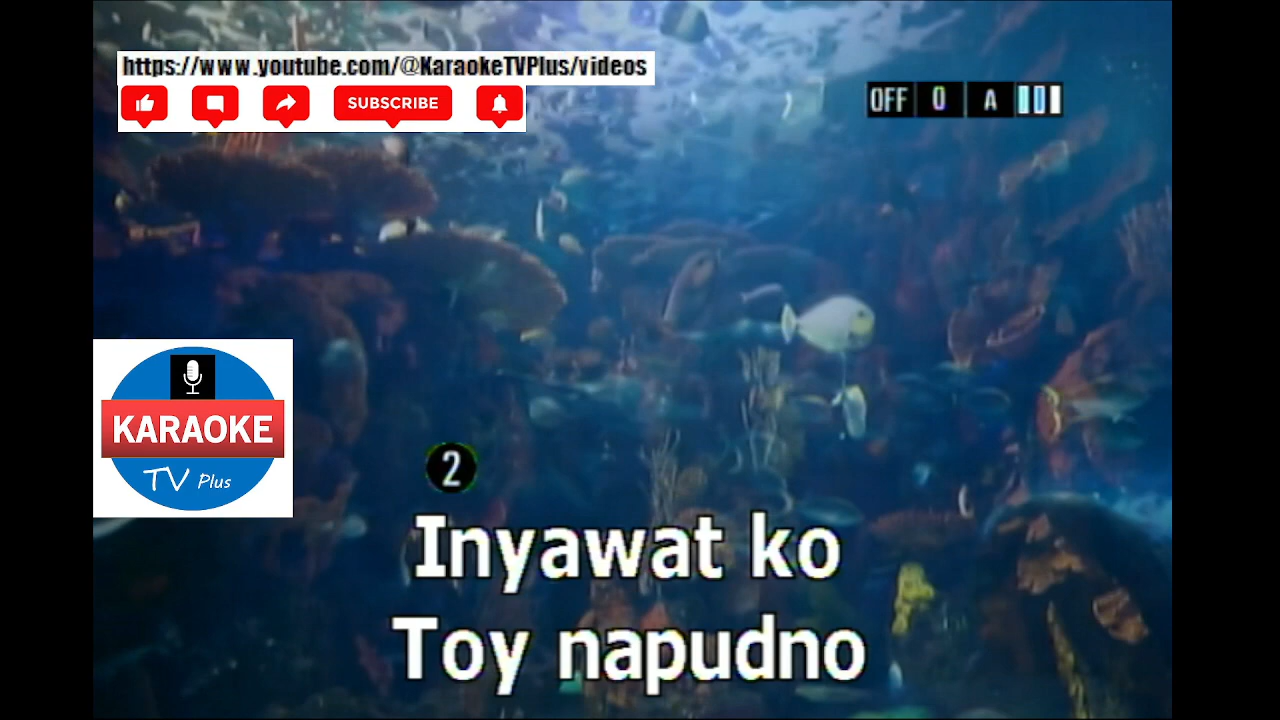 https://www.youtube.com/@KaraokeTVPlus/videos
SUBSCRIBE
OFF 0 A
KARAOKE
TV Plus
2
Inyawat ko
Toy napudno